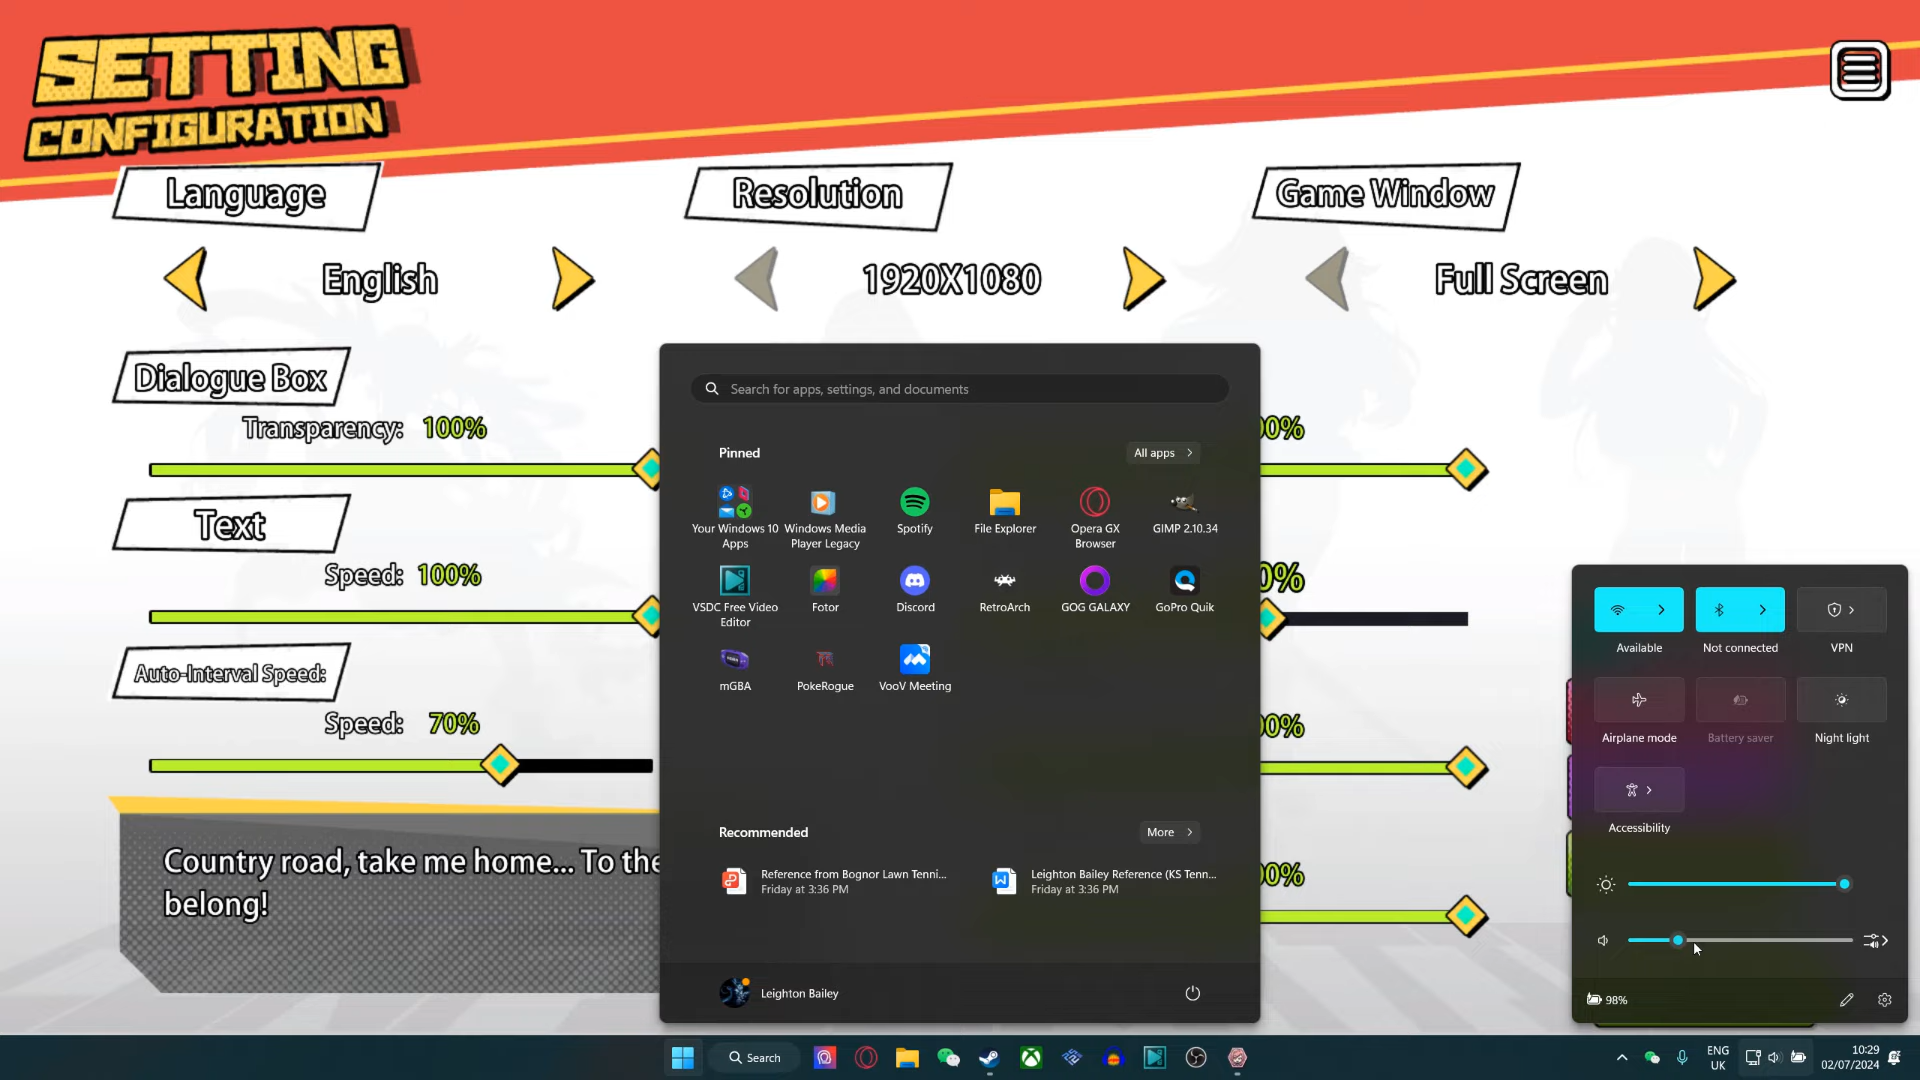 SETTING
CONFIGURATION
Language
Resolution
Game Window
English
1920X1080
Full Screen
Dialogue Box
Transparency: 100%
Text
Speed: 100%
Auto-Interval Speed:
Speed: 70%
Country road, take me home... To the
belong!
Search for apps, settings, and documents
Pinned
All apps
Your Windows 10
Apps
Windows Media
Player Legacy
Spotify
File Explorer
Opera GX
Browser
GIMP 2.10.34
VSDC Free Video
Editor
Fotor
Discord
RetroArch
GOG GALAXY
GoPro Quik
mGBA
PokeRogue
VooV Meeting
Recommended
More
Reference from Bognor Lawn Tenni...
Friday at 3:36 PM
Leighton Bailey Reference (KS Tenn...
Friday at 3:36 PM
Leighton Bailey
Available
Not connected
VPN
Airplane mode
Battery saver
Night light
Accessibility
98%
Search
ENG
UK
10:29
02/07/2024